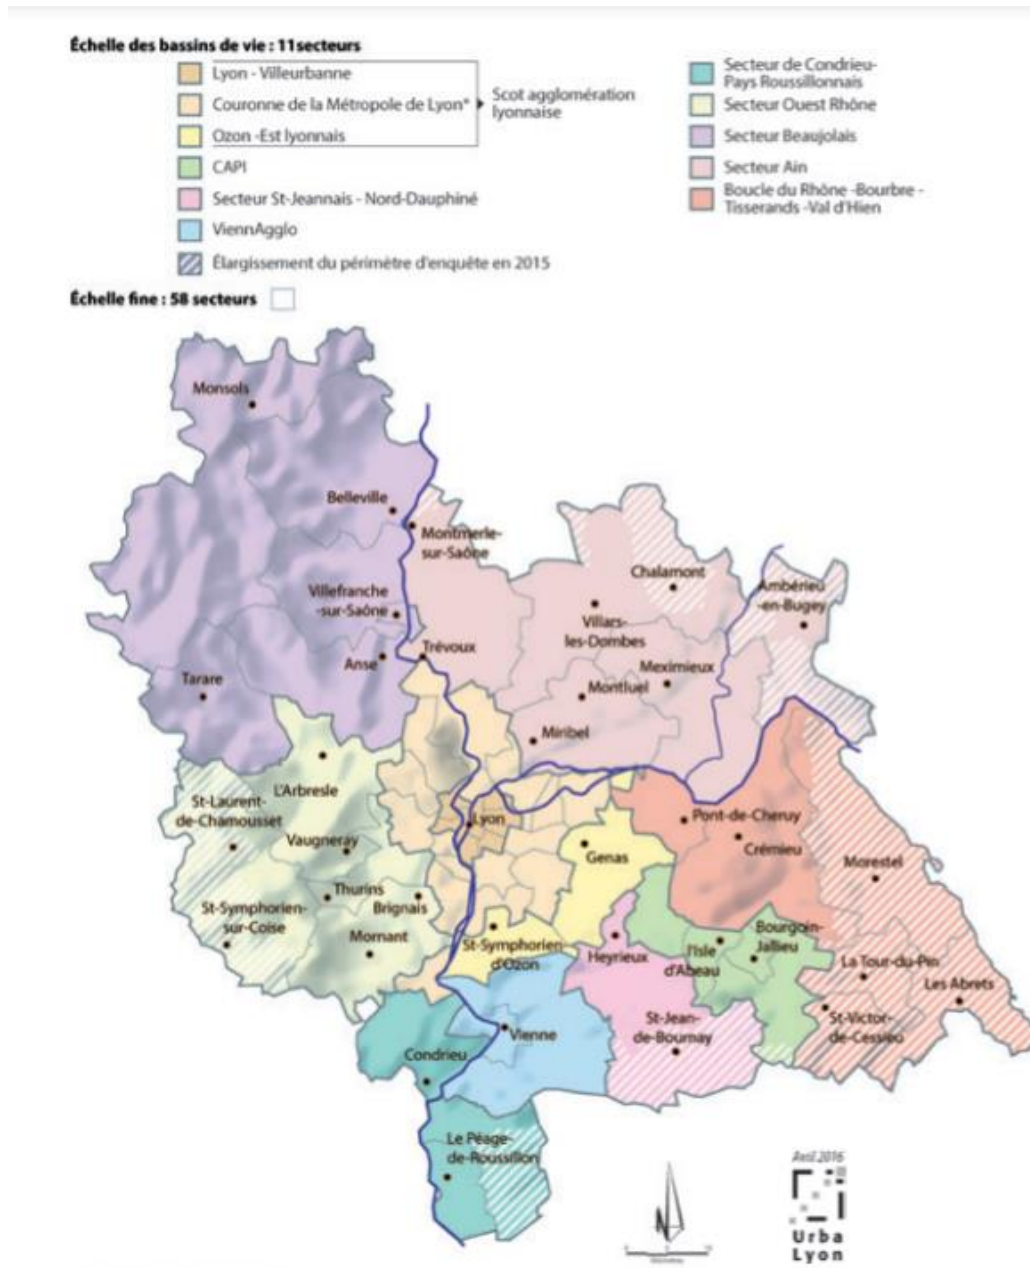 Échelle des bassins de vie : 11secteurs
Lyon - Villeurbanne
Couronne de la Métropole de Lyon*
Ozon -Est lyonnais
Scot agglomération
lyonnaise
CAPI
Secteur St-Jeannais - Nord-Dauphiné
ViennAgglo
Élargissement du périmètre d'enquête en 2015
Secteur de Condrieu-
Pays Roussillonnais
Secteur Ouest Rhône
Secteur Beaujolais
Secteur Ain
Boucle du Rhône -Bourbre -
Tisserands -Val d'Hien
Échelle fine : 58 secteurs
Monsols
Belleville
Montmerle-
sur-Saône
Chalamont
Ambérieu
-en-Bugey
Villefranche
-sur-Saône
Villars-
les-Dombes
Anse
Trévoux
Meximieux
Tarare
Montluel
Miribel
L'Arbresle
St-Laurent-
de-Chamousset
Lyon
Pont-de-Cheruy
Vaugneray
Crémieu
Genas
Morestel
Thurins
Brignais
St-Symphorien-
sur-Coise
Mornant
St-Symphorien-
d'Ozon
Heyrieux
l'Isle
d'Abeau
Bourgoin-
Jallieu
La Tour-du-Pin
Les Abrets
St-Jean-
de-Bournay
St-Victor-
de-Cessieu
Vienne
Condrieu
Le Péage-
de-Roussillon
N
Avril 2016
Urba
Lyon